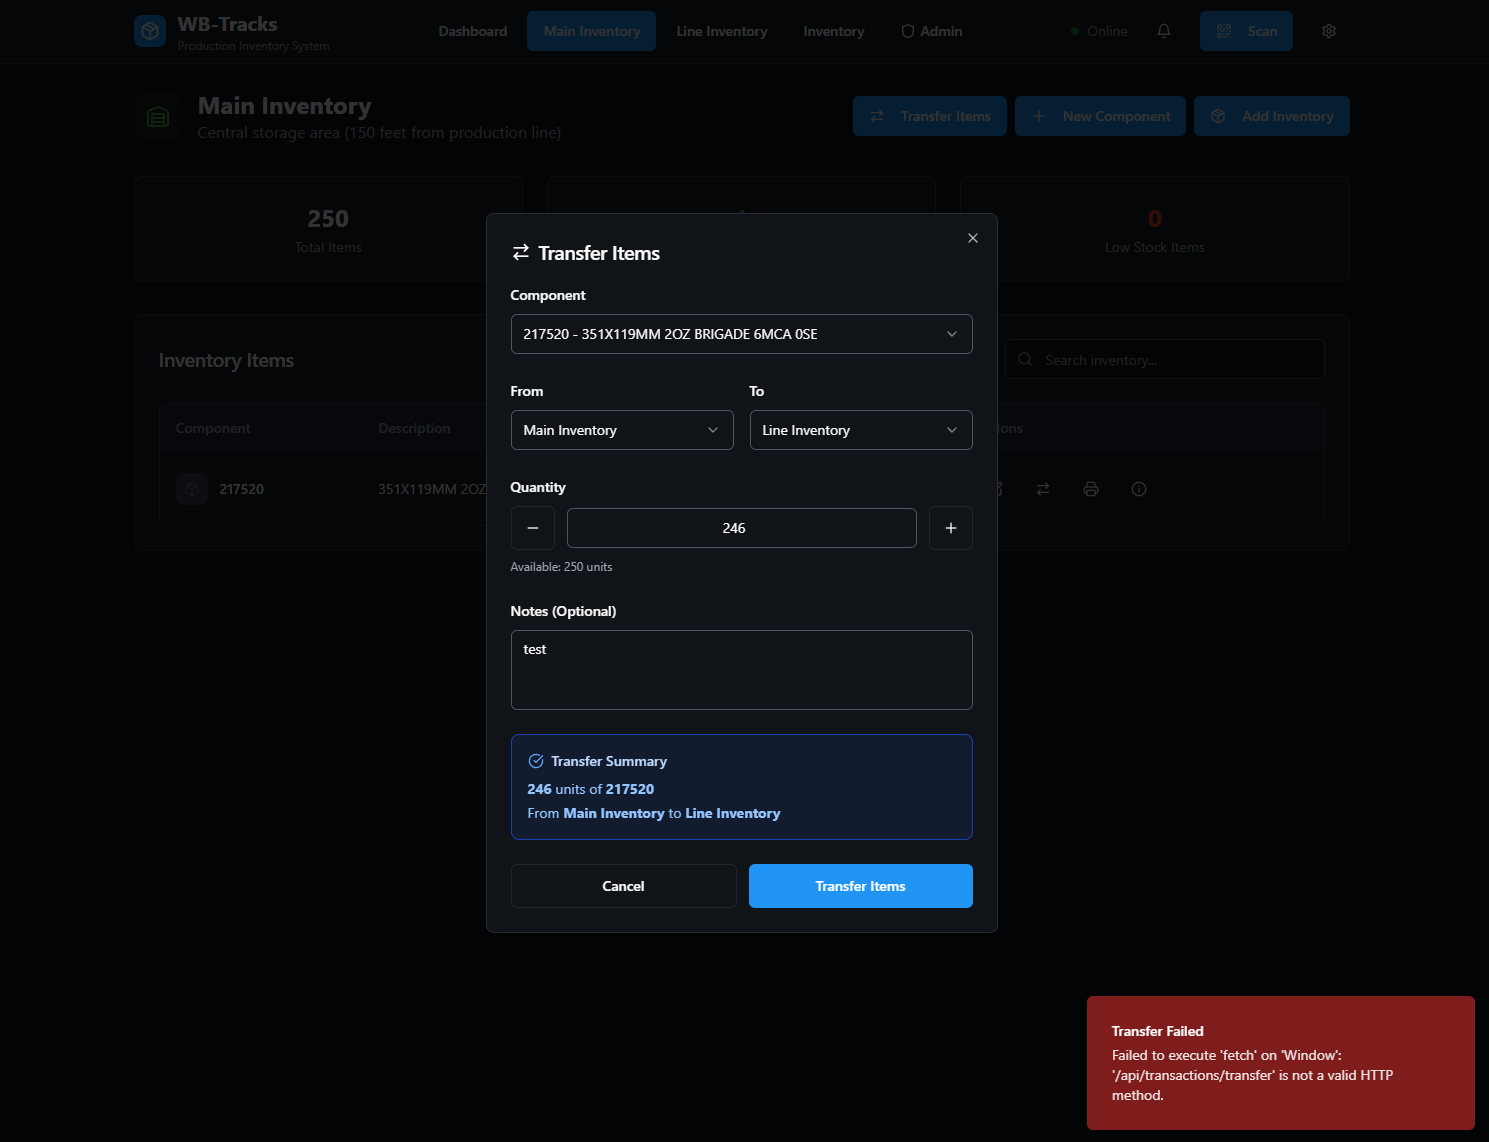 WB-Tracks
Production Inventory System
Dashboard
Main Inventory
Line Inventory
Inventory
Admin
Online
Scan
Main Inventory
Central storage area (150 feet from production line)
Transfer Items
New Component
Add Inventory
250
Total Items
0
Low Stock Items
Inventory Items
Search inventory...
Component
Description
ions
217520
351X119MM 2OZ
Transfer Items
Component
217520 - 351X119MM 2OZ BRIGADE 6MCA 0SE
From
To
Main Inventory
Line Inventory
Quantity
246
Available: 250 units
Notes (Optional)
test
Transfer Summary
246 units of 217520
From Main Inventory to Line Inventory
Cancel
Transfer Items
Transfer Failed
Failed to execute 'fetch' on 'Window':
'/api/transactions/transfer' is not a valid HTTP
method.